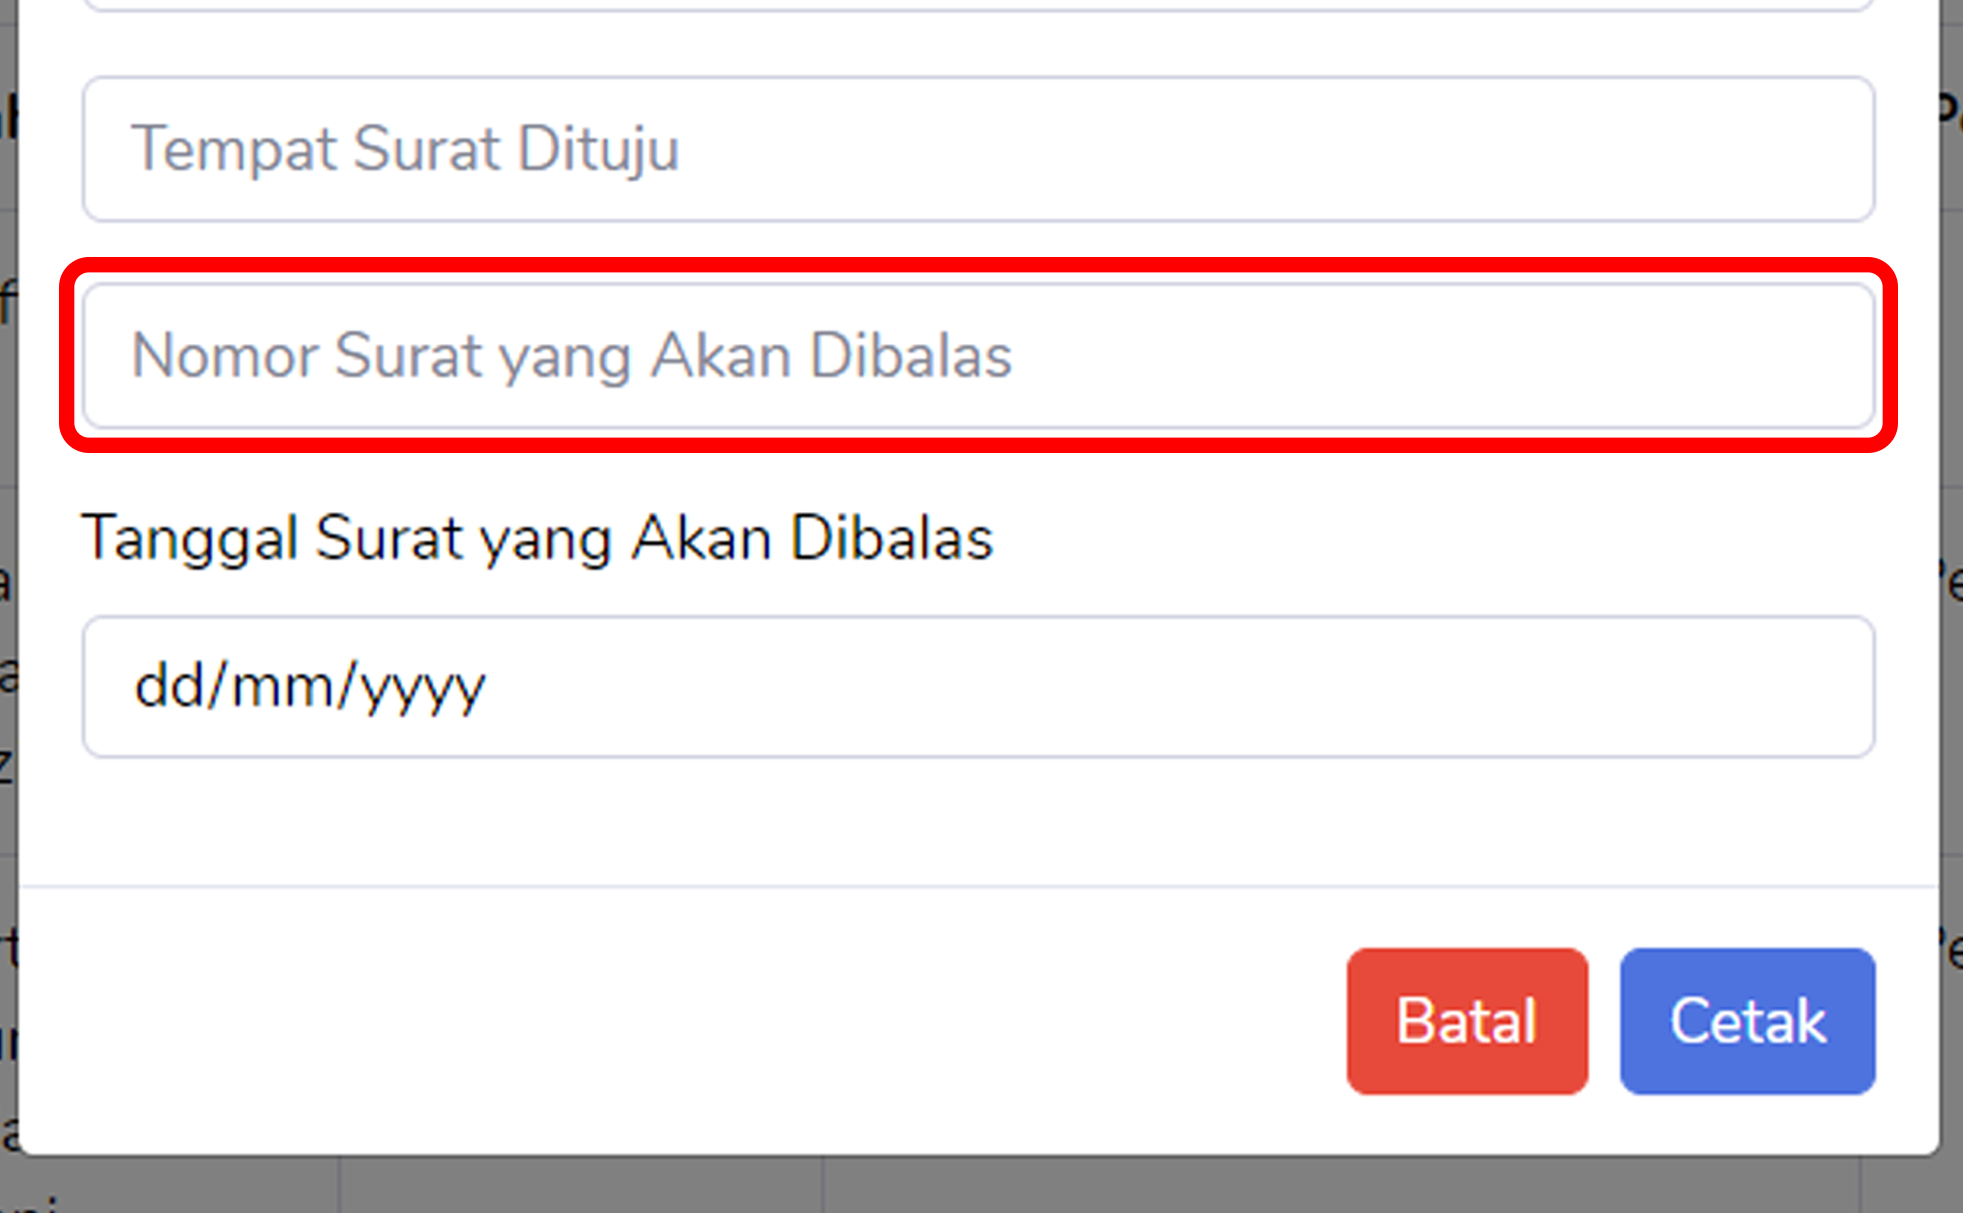 Tempat Surat Dituju
Nomor Surat yang Akan Dibalas
Tanggal Surat yang Akan Dibalas
dd/mm/yyyy
Batal
Cetak